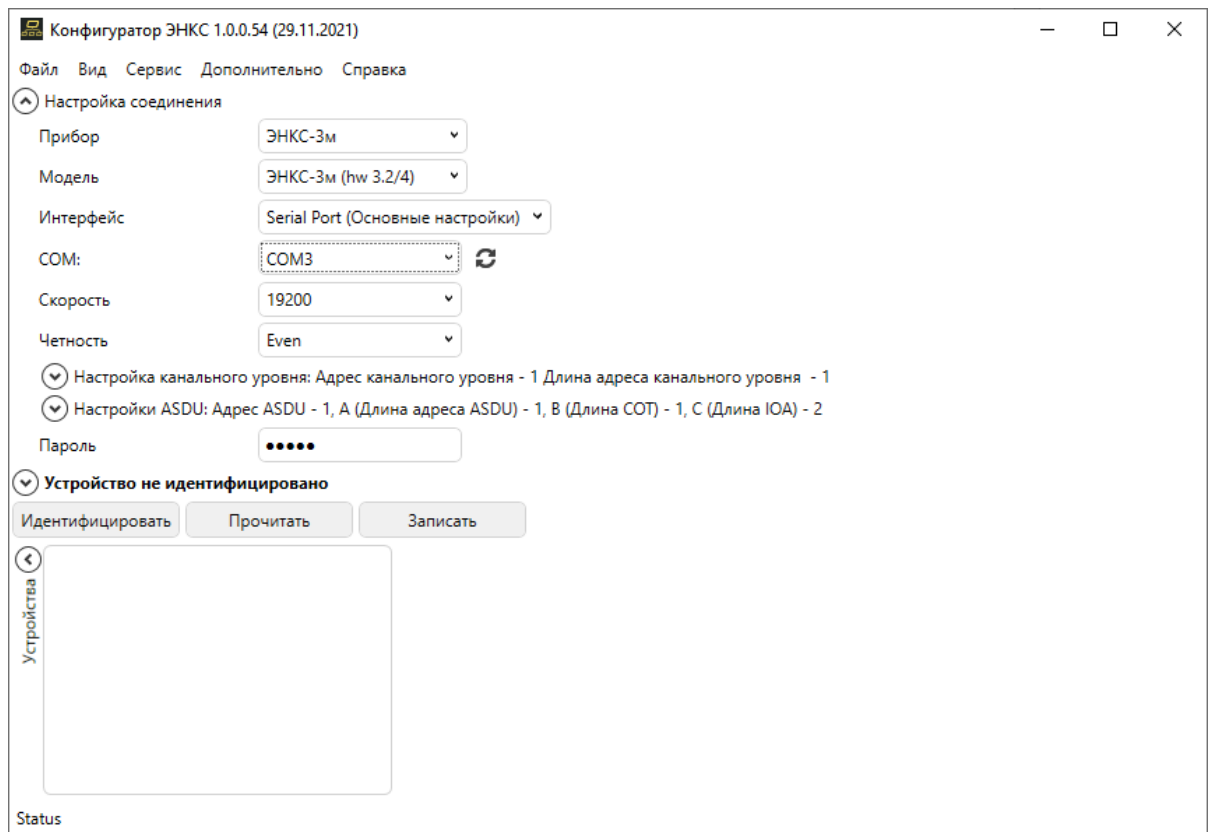 Конфигуратор ЭНКС 1.0.0.54 (29.11.2021)
Файл Вид Сервис Дополнительно Справка
Настройка соединения
Прибор ЭНКС-3м
Модель ЭНКС-3м (hw 3.2/4)
Интерфейс Serial Port (Основные настройки)
COM: COM3
Скорость 19200
Четность Even
Настройка канального уровня: Адрес канального уровня - 1 Длина адреса канального уровня - 1
Настройки ASDU: Адрес ASDU - 1, A (Длина адреса ASDU) - 1, B (Длина COT) - 1, C (Длина IOA) - 2
Пароль •••••
Устройство не идентифицировано
Идентифицировать Прочитать Записать
Устройства
Status